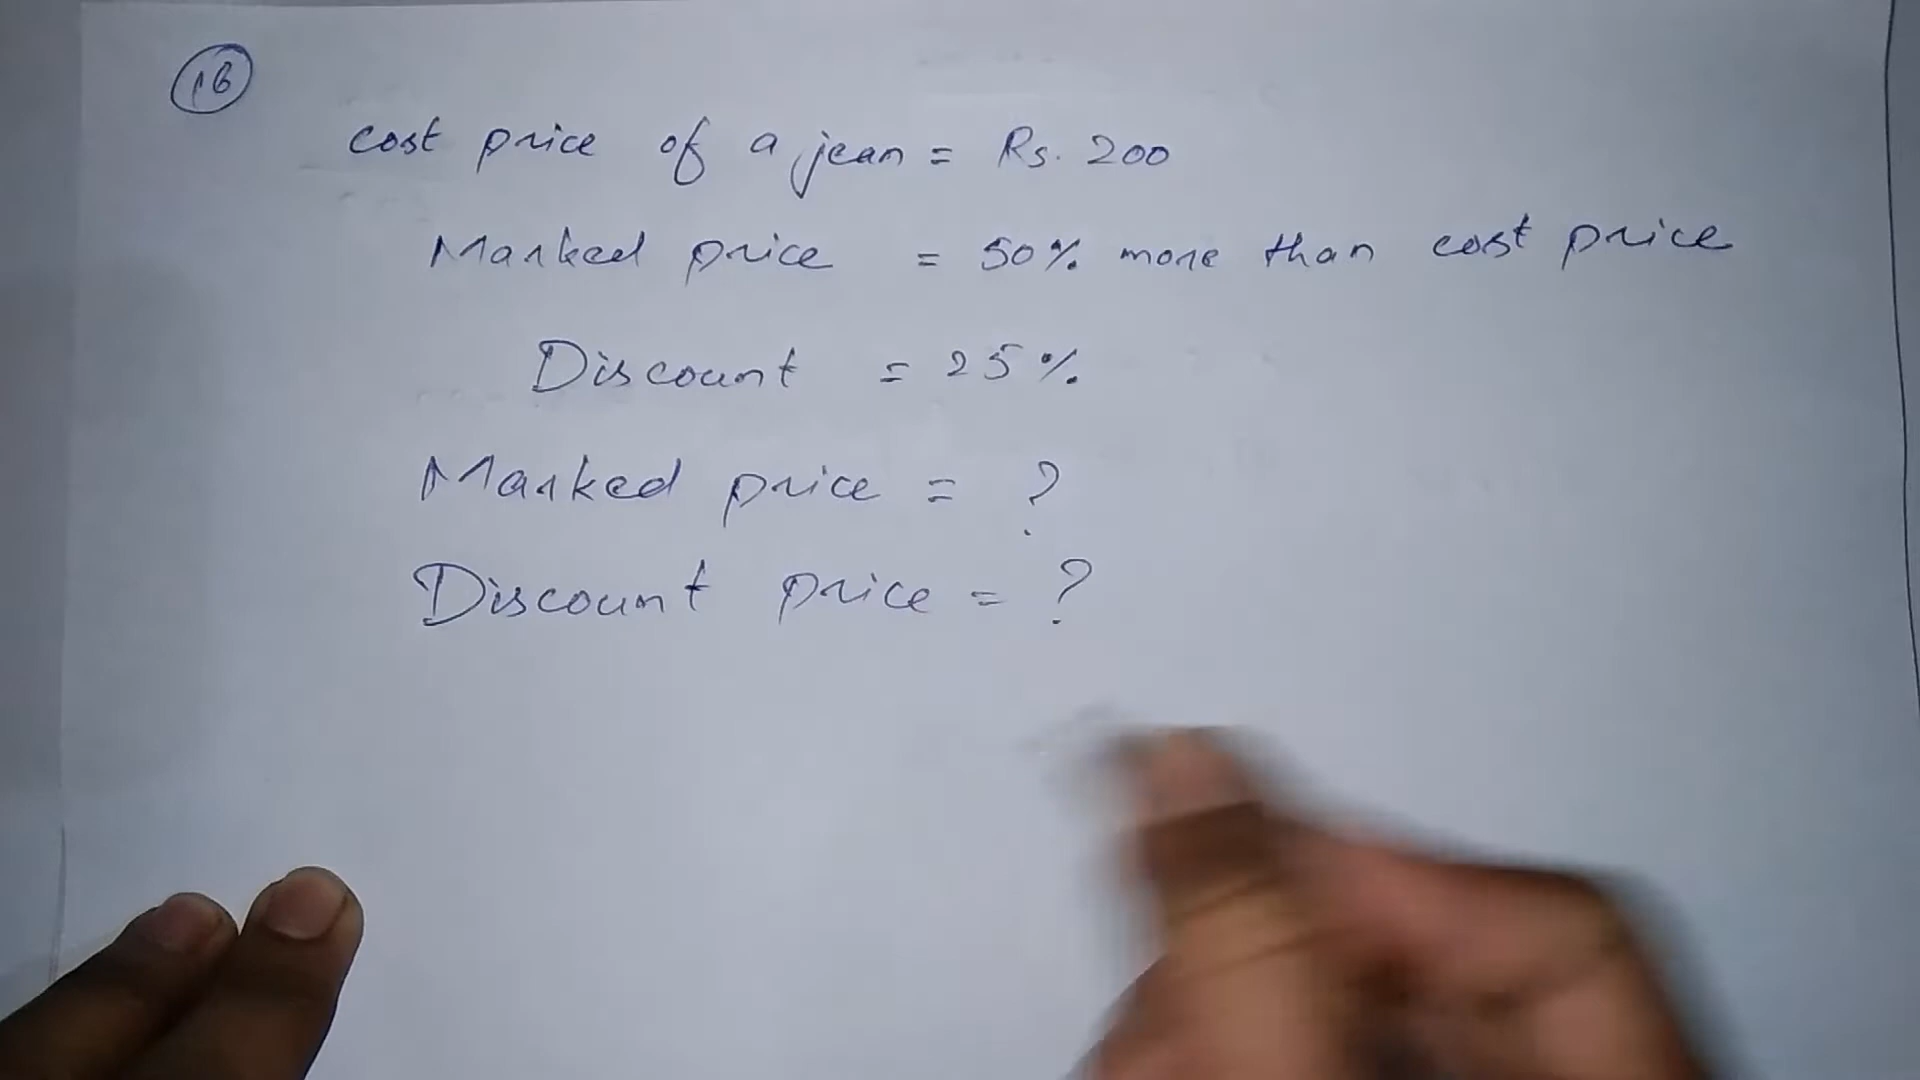 16
cost price of a jean = Rs. 200
Marked price = 50% more than cost price
Discount = 25%
Marked price = ?
Discount price = ?